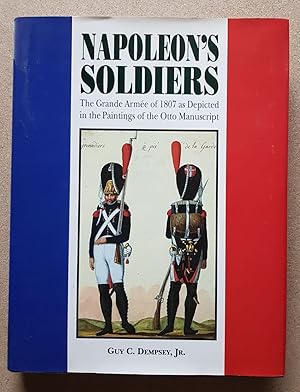 NAPOLEON'S
SOLDIERS
The Grande Armée of 1807 as Depicted
in the Paintings of the Otto Manuscript
Grenadiers à pié de la Garde
GUY C. DEMPSEY, JR.